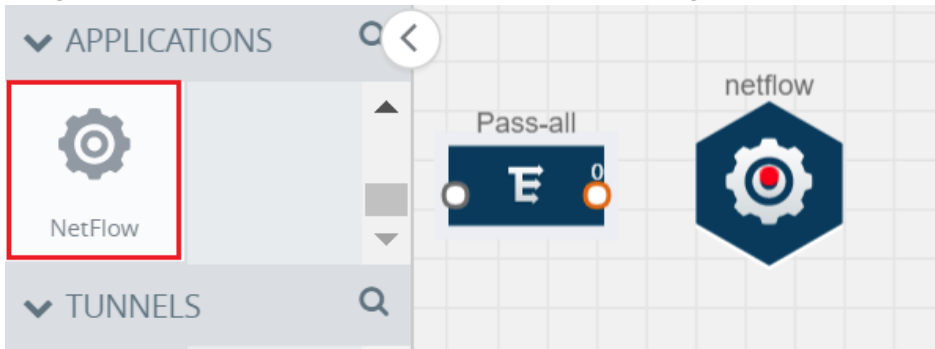 APPLICATIONS
NetFlow
TUNNELS
Pass-all
0
netflow